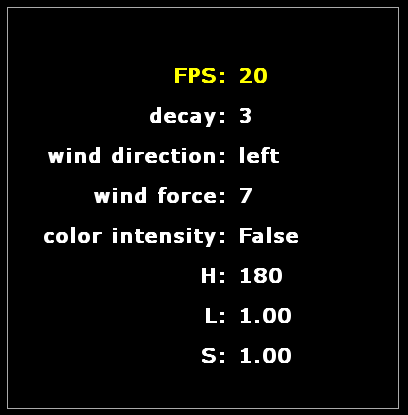 FPS: 20
decay: 3
wind direction: left
wind force: 7
color intensity: False
H: 180
L: 1.00
S: 1.00